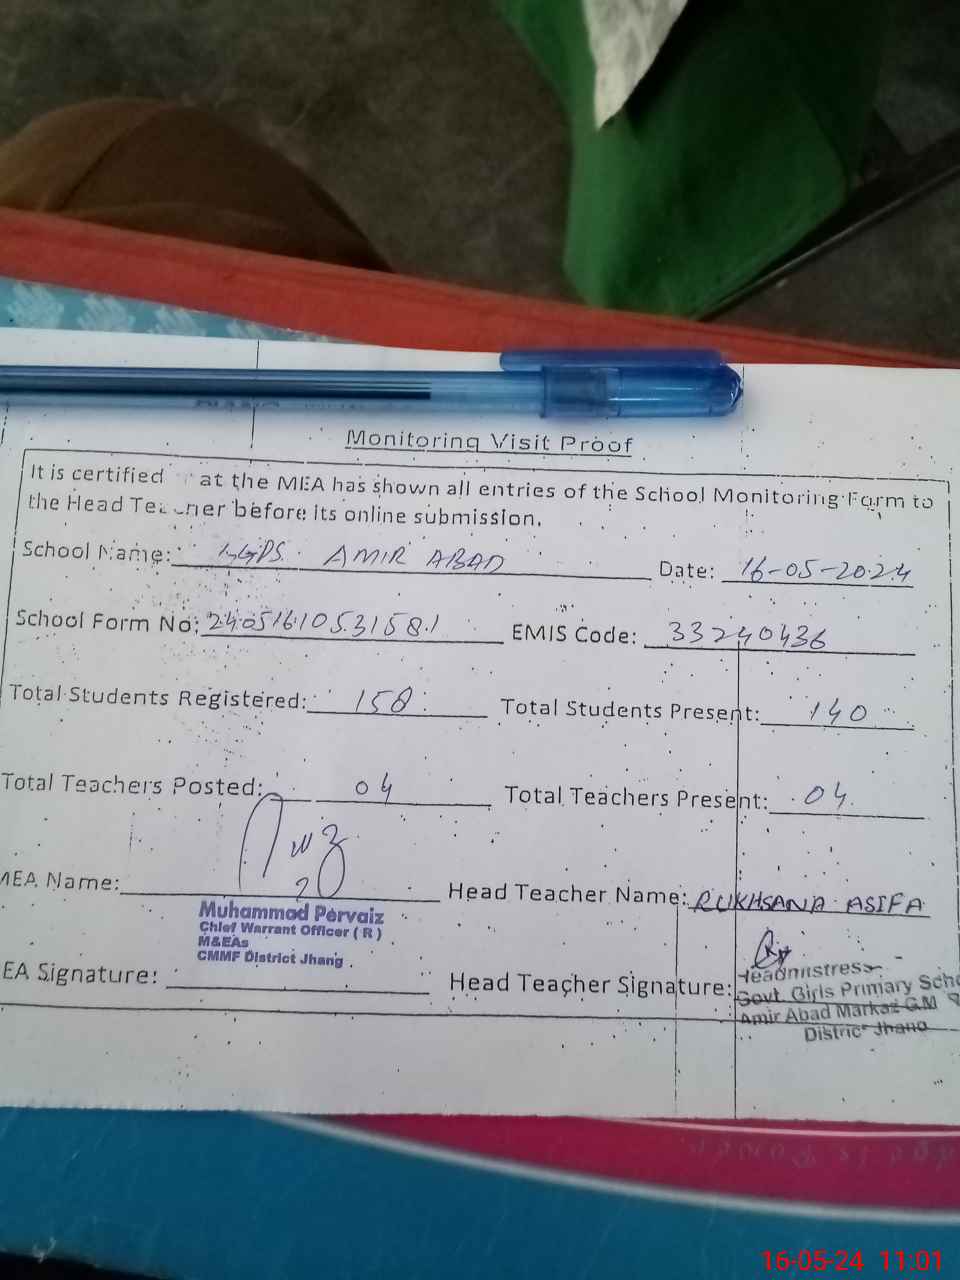 Monitoring Visit Proof
It is certified at the MEA has shown all entries of the School Monitoring Form to
the Head Teacher before its online submission.
School Name: GGPS. AMIR ABAD Date: 16-05-2024
School Form No: 2405161053158.1 EMIS Code: 33240436
Total Students Registered: 158 Total Students Present: 140
Total Teachers Posted: 04 Total Teachers Present: 04
MEA Name: Head Teacher Name: RUKHSANA ASIFA
Muhammad Pervaiz
Chief Warrant Officer ( R )
M&EAs
CMMF District Jhang
EA Signature: Head Teacher Signature:
Headmistress
Govt. Girls Primary Scho
Amir Abad Markaz G.M
District Jhang
16-05-24 11:01